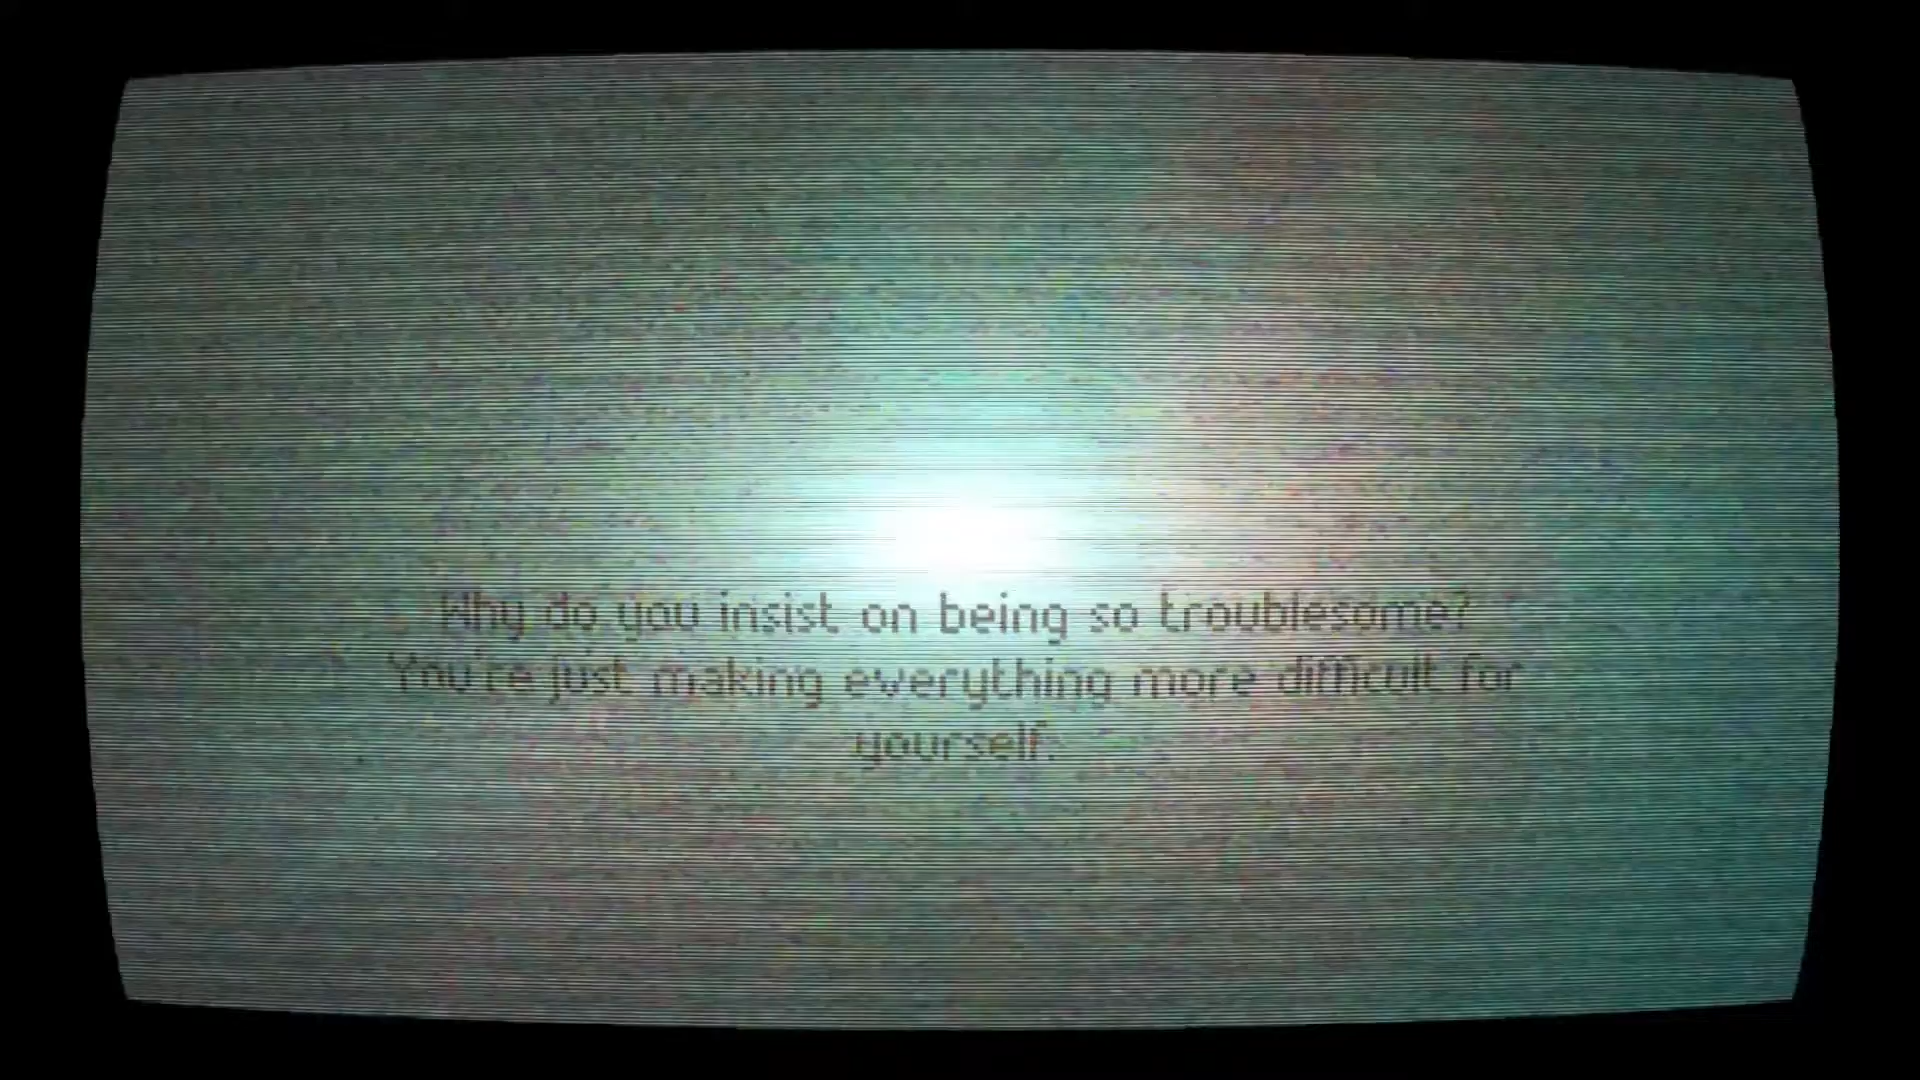 Why do you insist on being so troublesome?
You're just making everything more difficult for
yourself.